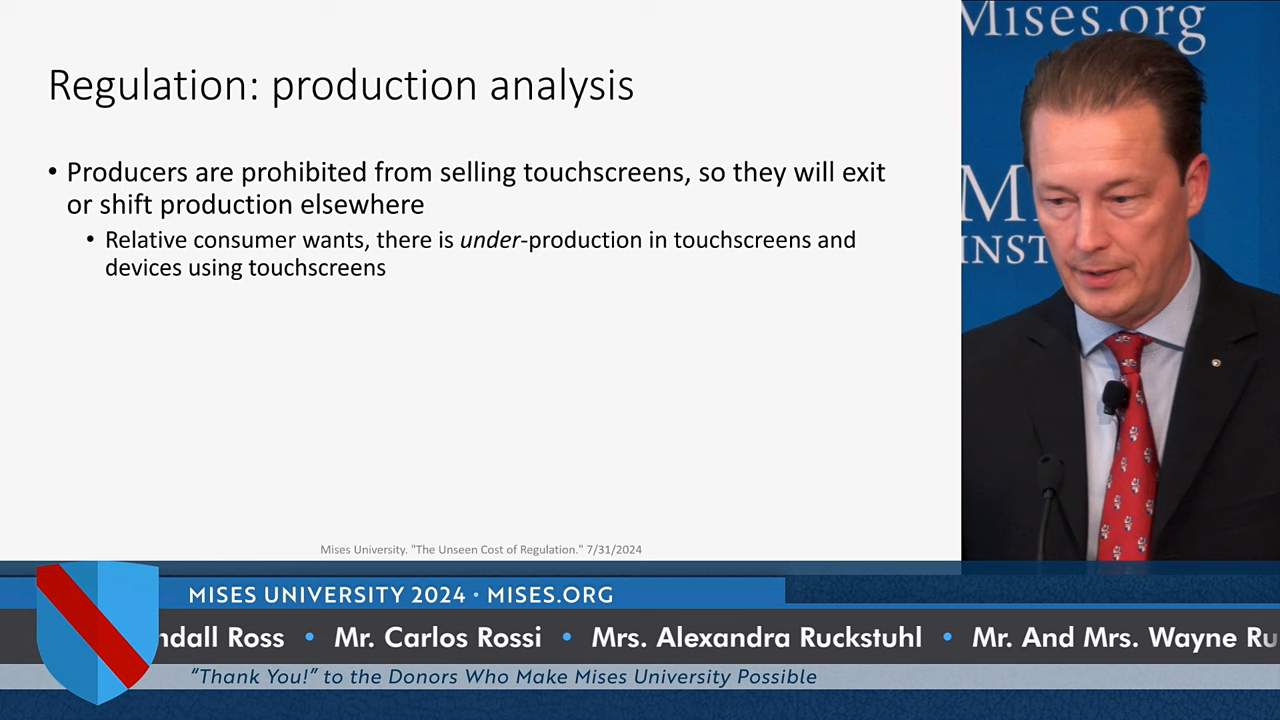 Regulation: production analysis
• Producers are prohibited from selling touchscreens, so they will exit
or shift production elsewhere
• Relative consumer wants, there is under-production in touchscreens and
devices using touchscreens
Mises University. "The Unseen Cost of Regulation." 7/31/2024
Mises.org
M
INST
MISES UNIVERSITY 2024 • MISES.ORG
ndall Ross • Mr. Carlos Rossi • Mrs. Alexandra Ruckstuhl • Mr. And Mrs. Wayne Ru
“Thank You!” to the Donors Who Make Mises University Possible